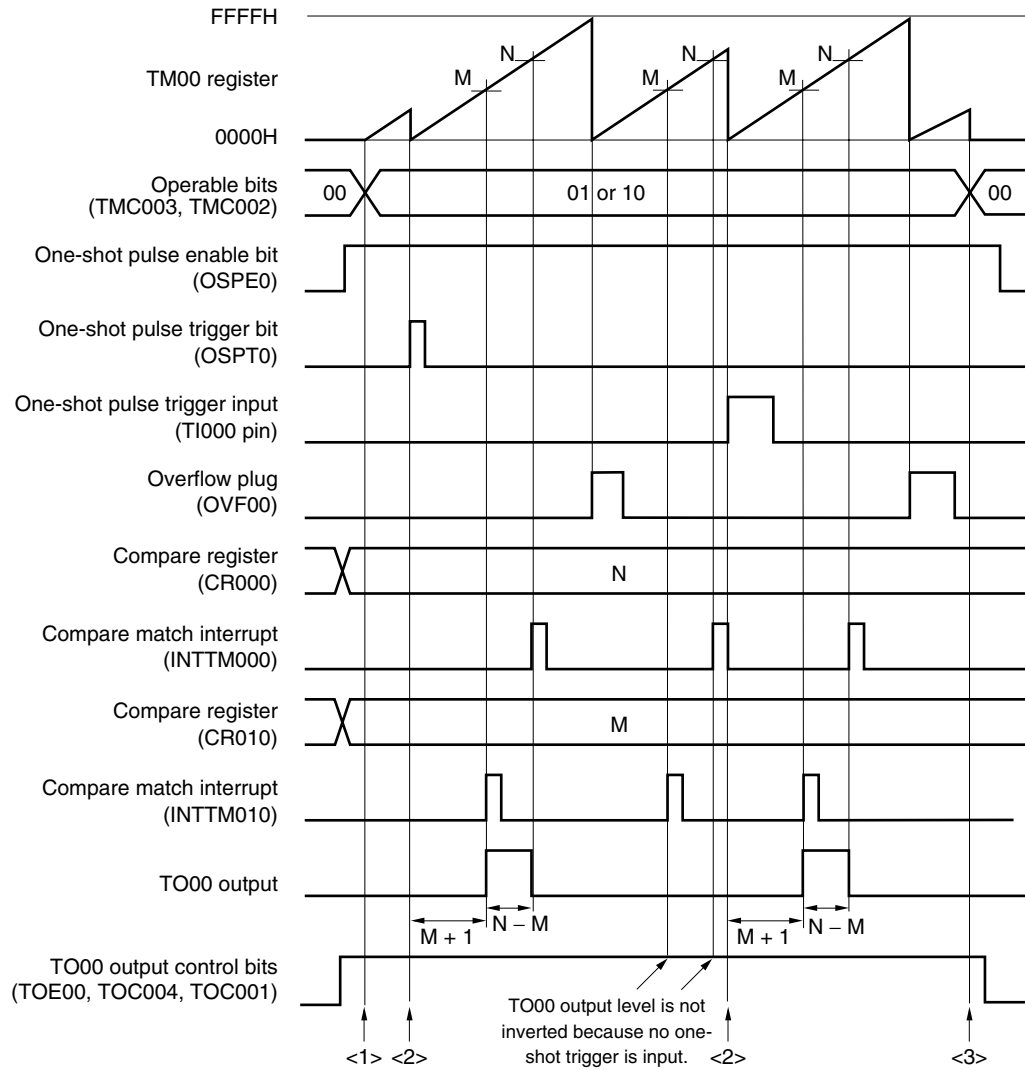 FFFFH
TM00 register
N
M
N
M
N
M
0000H
Operable bits
(TMC003, TMC002)
00
01 or 10
00
One-shot pulse enable bit
(OSPE0)
One-shot pulse trigger bit
(OSPT0)
One-shot pulse trigger input
(TI000 pin)
Overflow plug
(OVF00)
Compare register
(CR000)
N
Compare match interrupt
(INTTM000)
Compare register
(CR010)
M
Compare match interrupt
(INTTM010)
TO00 output
M + 1
N – M
M + 1
N – M
TO00 output control bits
(TOE00, TOC004, TOC001)
TO00 output level is not
inverted because no one-
shot trigger is input.
<1> <2> <2> <3>